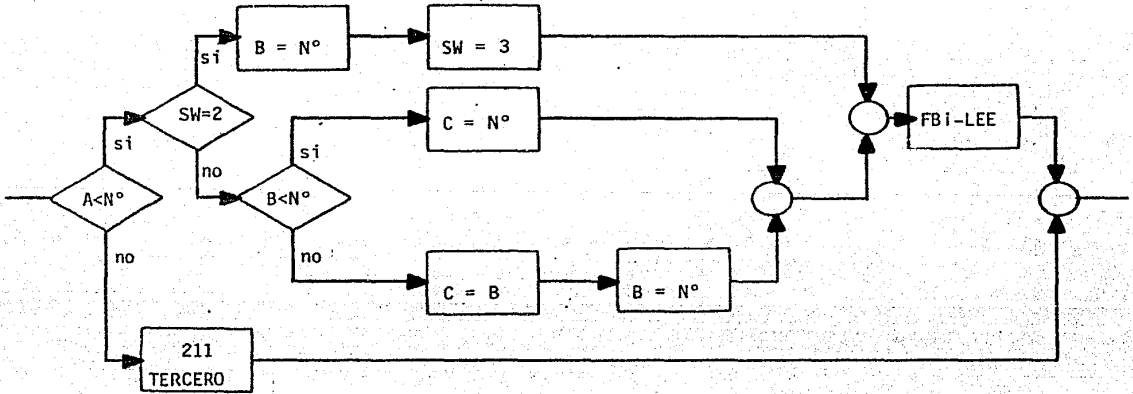 B = N°
SW = 3
si
SW=2
si
no
C = N°
si
FBi-LEE
A<N°
B<N°
no
no
C = B
B = N°
211
TERCERO